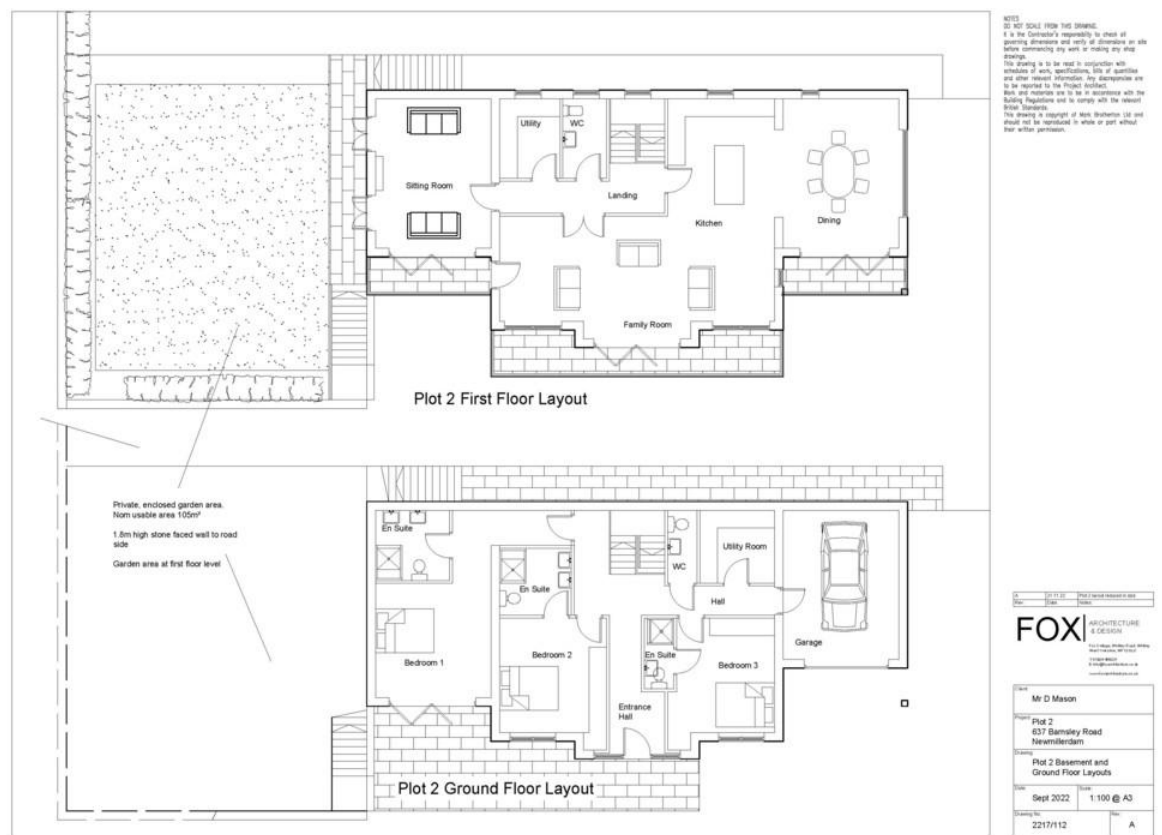 NOTES
DO NOT SCALE FROM THIS DRAWING.
It is the Contractor's responsibility to check all
governing dimensions and verify all dimensions on site
before commencing any work or making any shop
drawings.
This drawing is to be read in conjunction with
schedules of work, specifications, bills of quantities
and other relevant information. Any discrepancies are
to be reported to the Project Architect.
Work and materials are to be in accordance with the
Building Regulations and to comply with the relevant
British Standards.
This drawing is copyright of Mark Brotherton Ltd and
should not be reproduced in whole or part without
their written permission.
Utility
WC
Sitting Room
Landing
Kitchen
Dining
Family Room
Plot 2 First Floor Layout
Private, enclosed garden area.
Nom usable area 105m²
1.8m high stone faced wall to road
side
Garden area at first floor level
En Suite
En Suite
WC
Utility Room
Hall
Garage
Bedroom 1
Bedroom 2
En Suite
Bedroom 3
Entrance
Hall
Plot 2 Ground Floor Layout
A
Rev.
Date
Notes
FOX
ARCHITECTURE
& DESIGN
Client
Mr D Mason
Project
Plot 2
637 Barnsley Road
Newmillerdam
Drawing
Plot 2 Basement and
Ground Floor Layouts
Date
Sept 2022
Scale
1:100 @ A3
Drawing No.
2217/112
Rev.
A